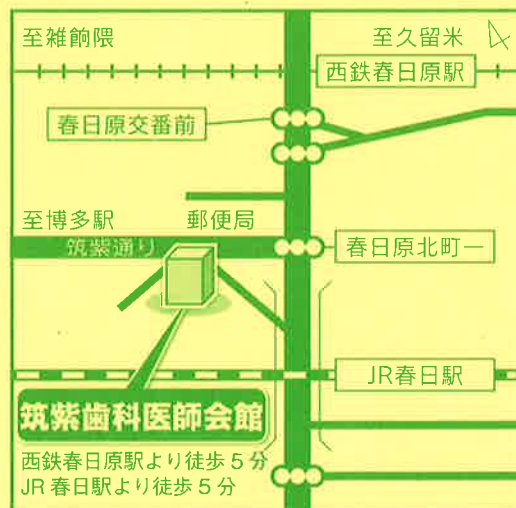 至雑餉隈
至久留米
西鉄春日原駅
春日原交番前
至博多駅
郵便局
筑紫通り
春日原北町一
JR春日駅
筑紫歯科医師会館
西鉄春日原駅より徒歩5分
JR春日駅より徒歩5分